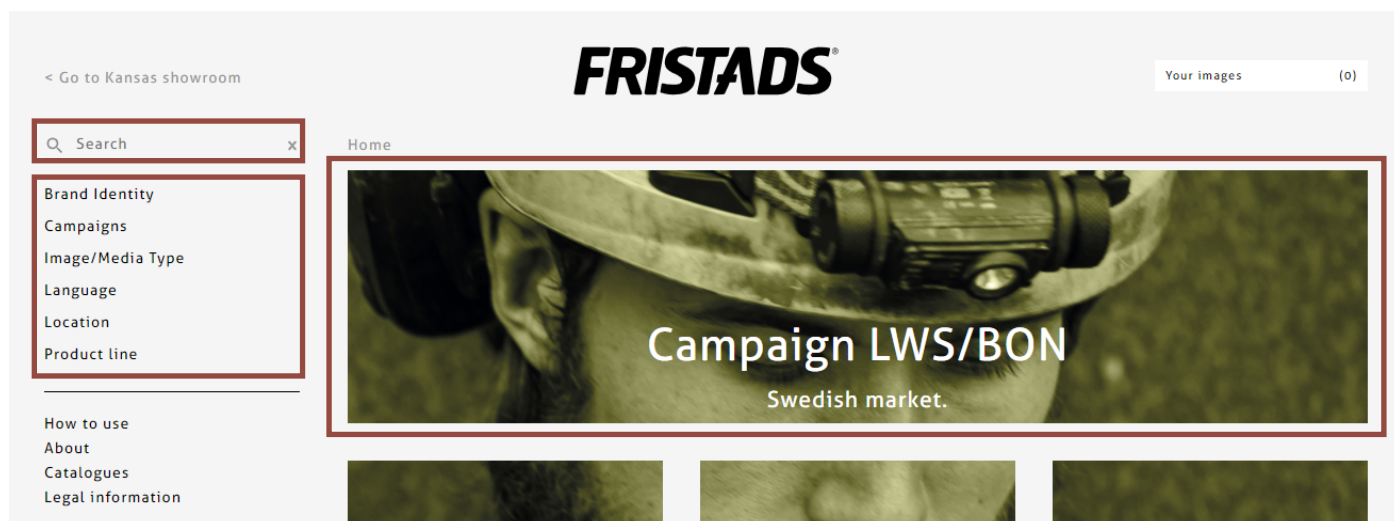 FRISTADS®
< Go to Kansas showroom
Your images (0)
Search x
Home
Brand Identity
Campaigns
Image/Media Type
Language
Location
Product line
Campaign LWS/BON
Swedish market.
How to use
About
Catalogues
Legal information